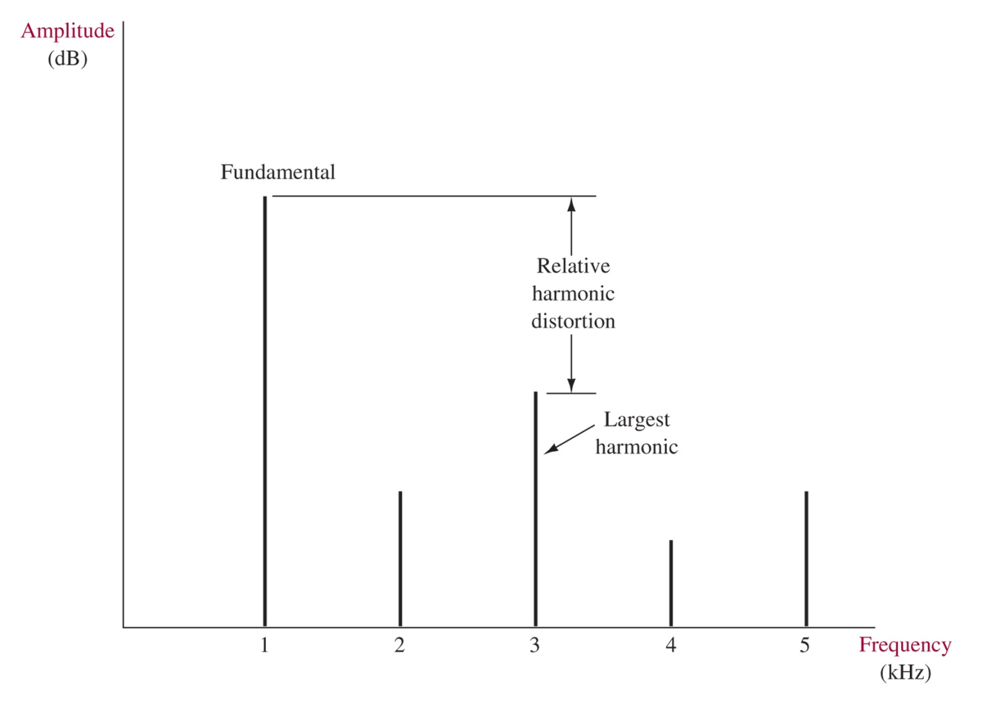 Amplitude
(dB)
Fundamental
Relative
harmonic
distortion
Largest
harmonic
1 2 3 4 5 Frequency
(kHz)